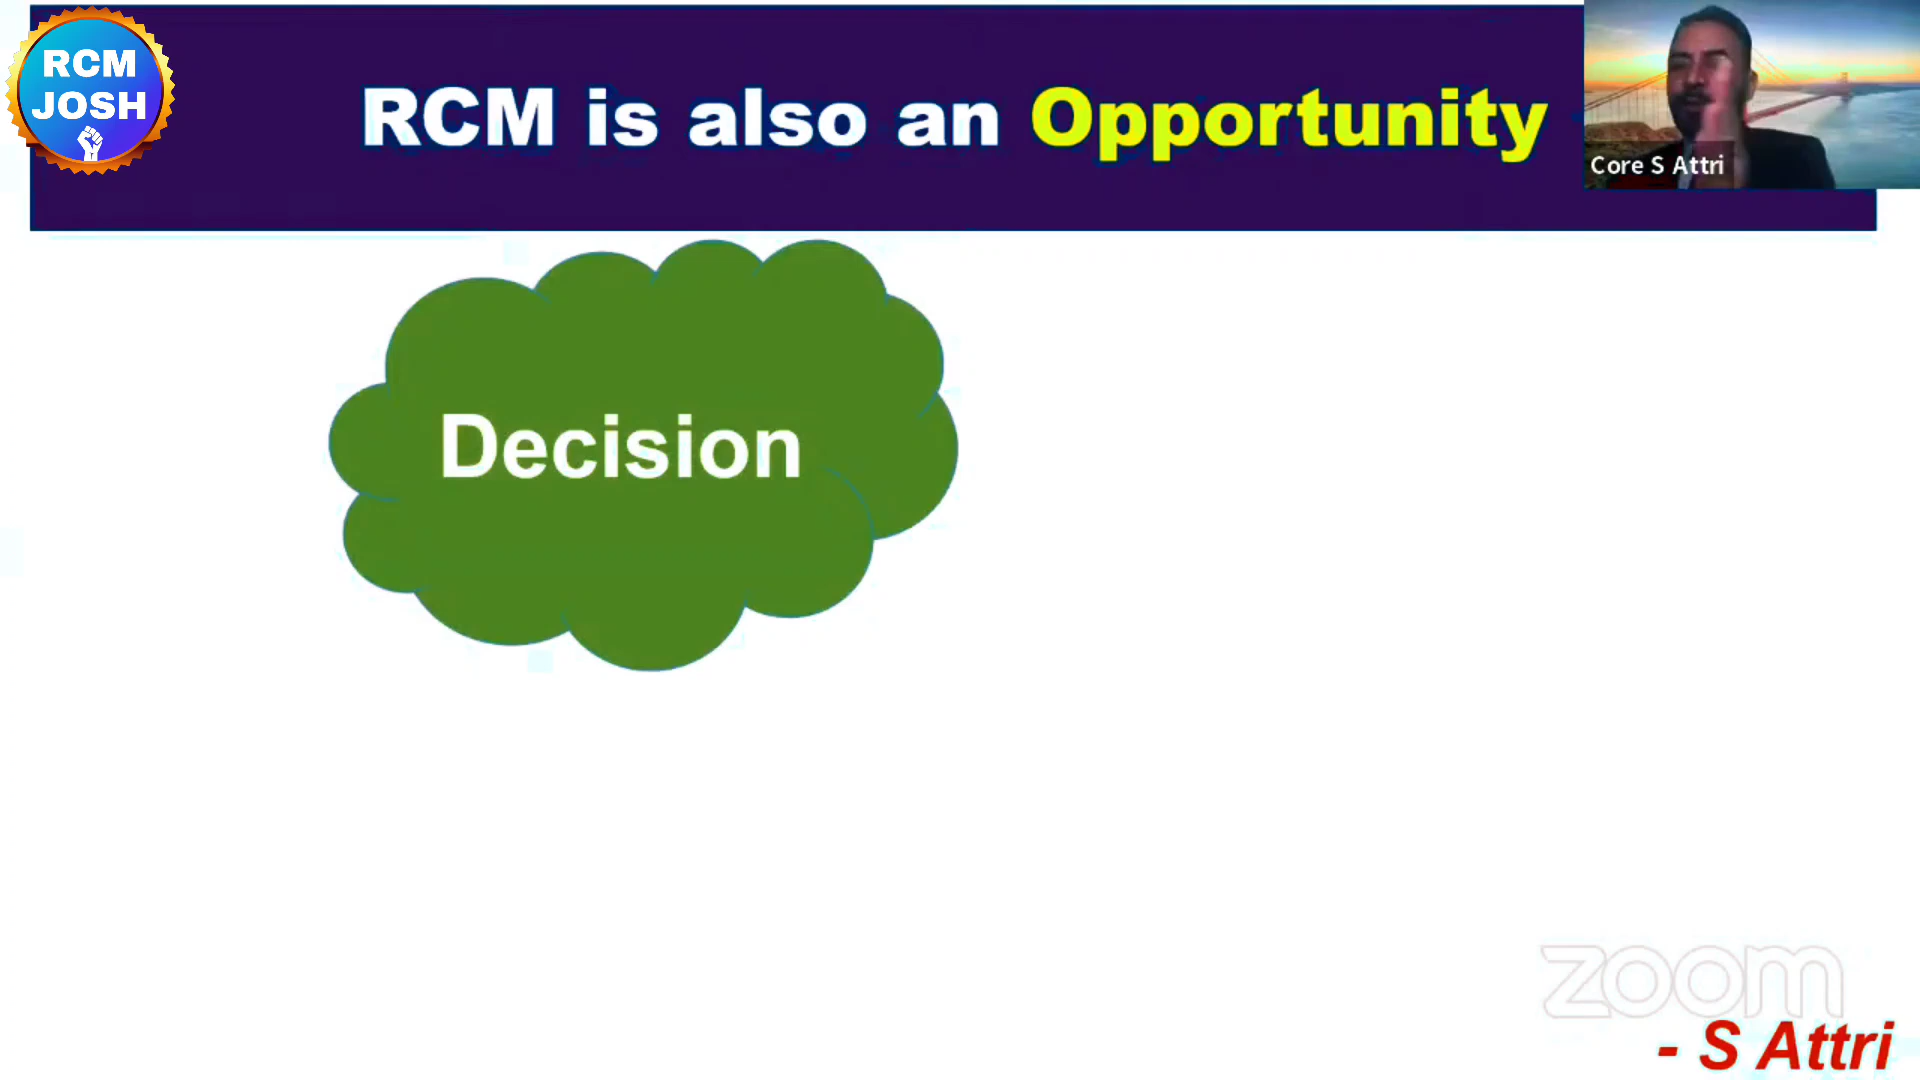 RCM
JOSH
RCM is also an Opportunity
Core S Attri
Decision
zoom
- S Attri